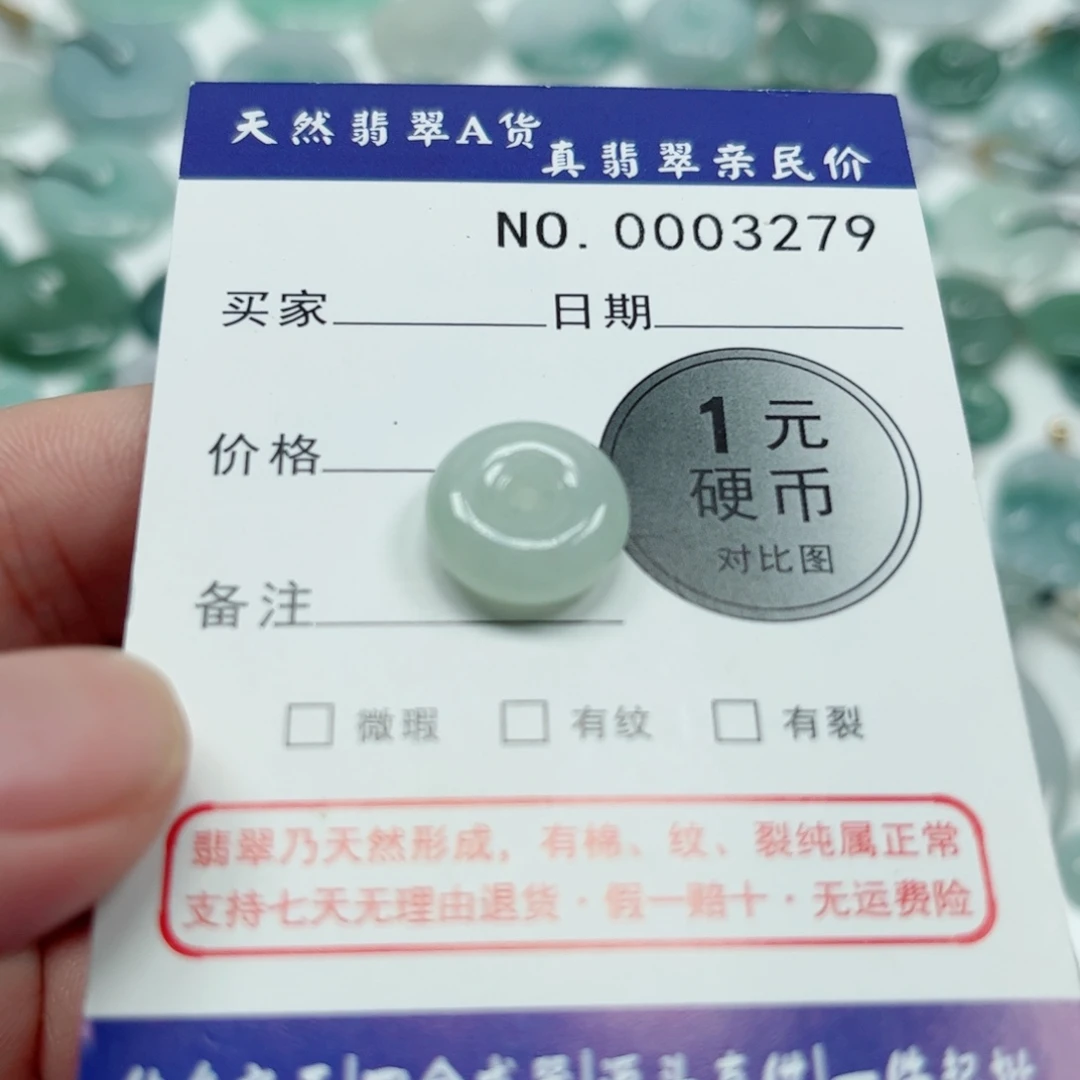 天然翡翠A货
真翡翠亲民价
NO. 0003279
买家 日期
价格
1元
硬币
对比图
备注
□ 微瑕 □ 有纹 □ 有裂
翡翠乃天然形成，有棉、纹、裂纯属正常
支持七天无理由退货·假一赔十·无运费险